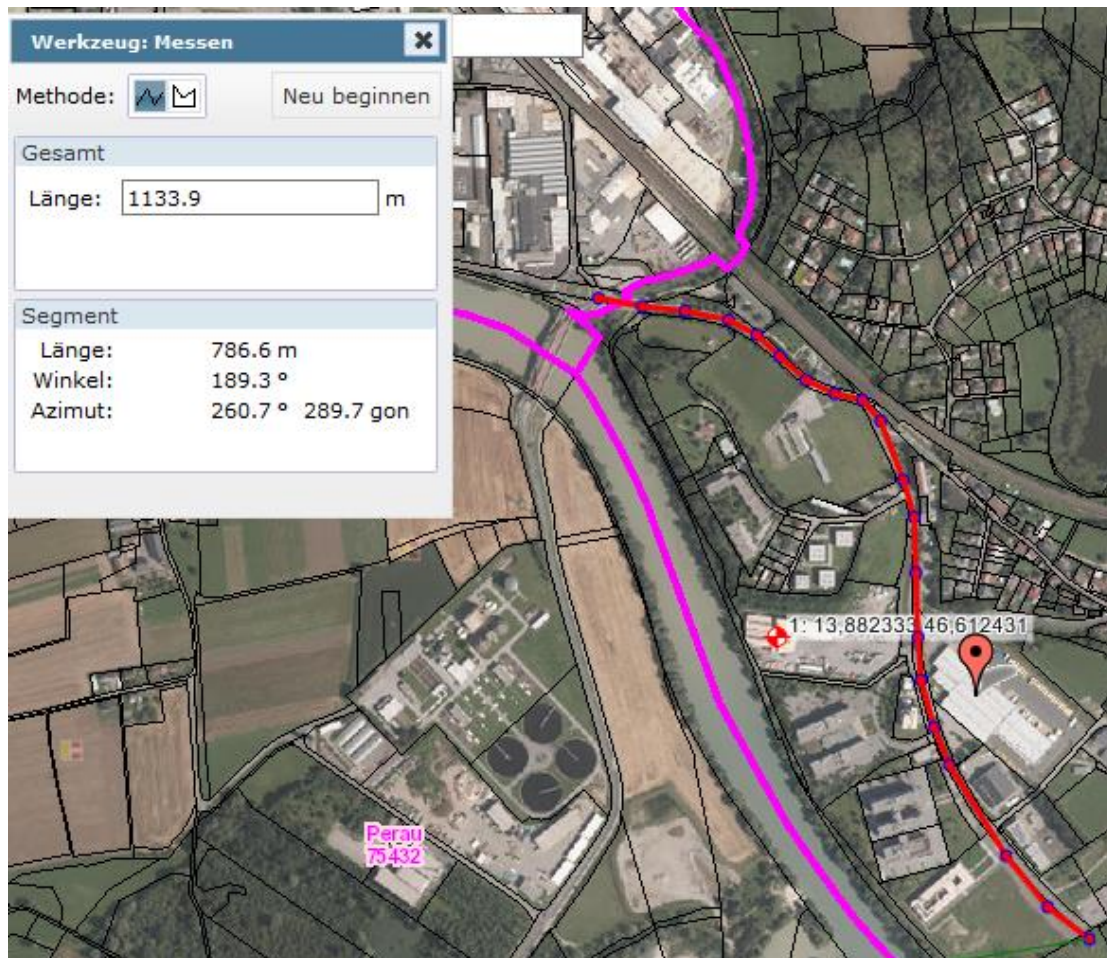 Werkzeug: Messen
Methode:
Neu beginnen
Gesamt
Länge: 1133.9 m
Segment
Länge: 786.6 m
Winkel: 189.3 °
Azimut: 260.7 ° 289.7 gon
1: 13,882333,46,612431
Perau
75432